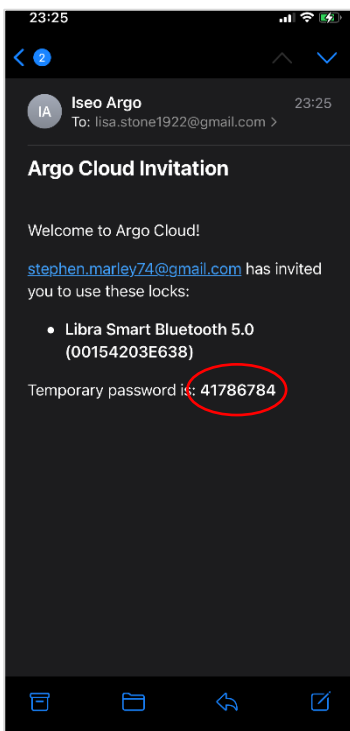 23:25
2
IA
Iseo Argo
23:25
To: lisa.stone1922@gmail.com >
Argo Cloud Invitation
Welcome to Argo Cloud!
stephen.marley74@gmail.com has invited
you to use these locks:
• Libra Smart Bluetooth 5.0
(00154203E638)
Temporary password is: 41786784